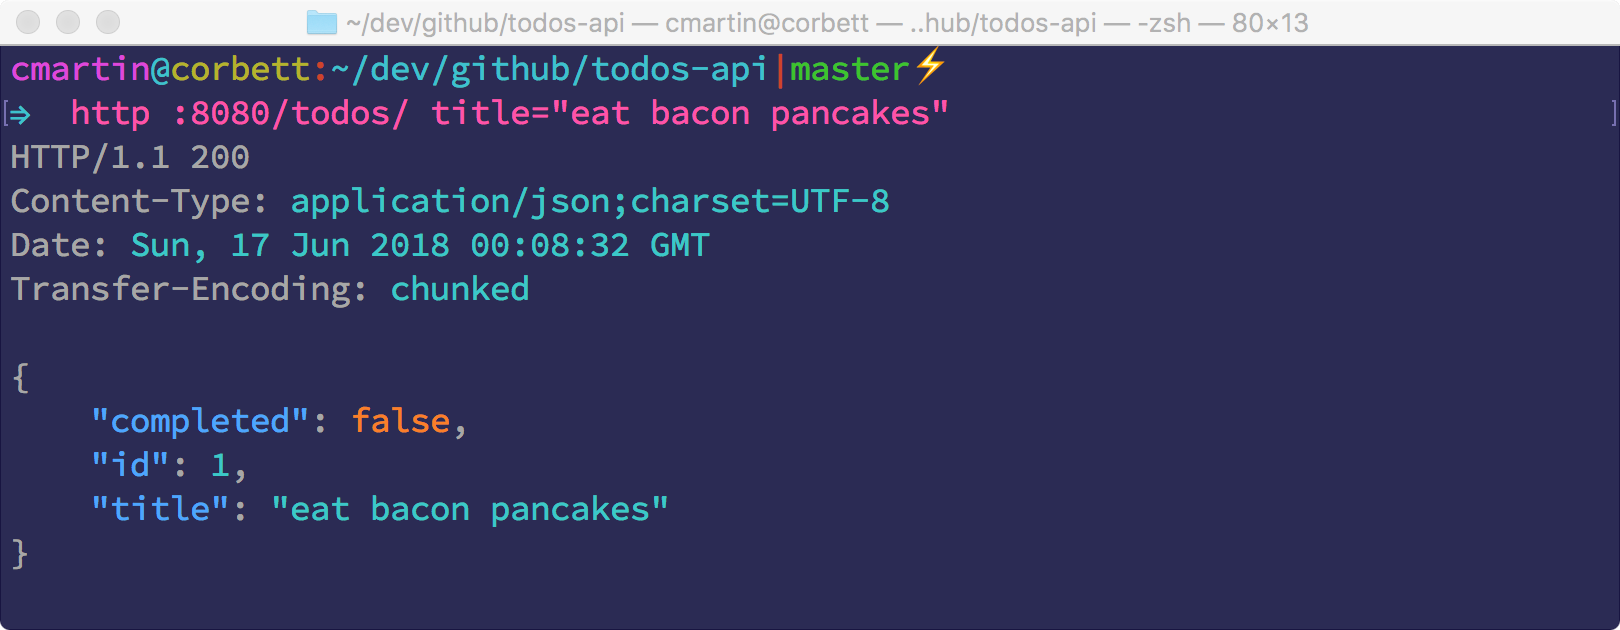 ~/dev/github/todos-api — cmartin@corbett — ..hub/todos-api — -zsh — 80×13
cmartin@corbett:~/dev/github/todos-api|master⚡
[⇒  http :8080/todos/ title="eat bacon pancakes" ]
HTTP/1.1 200
Content-Type: application/json;charset=UTF-8
Date: Sun, 17 Jun 2018 00:08:32 GMT
Transfer-Encoding: chunked
{
    "completed": false,
    "id": 1,
    "title": "eat bacon pancakes"
}